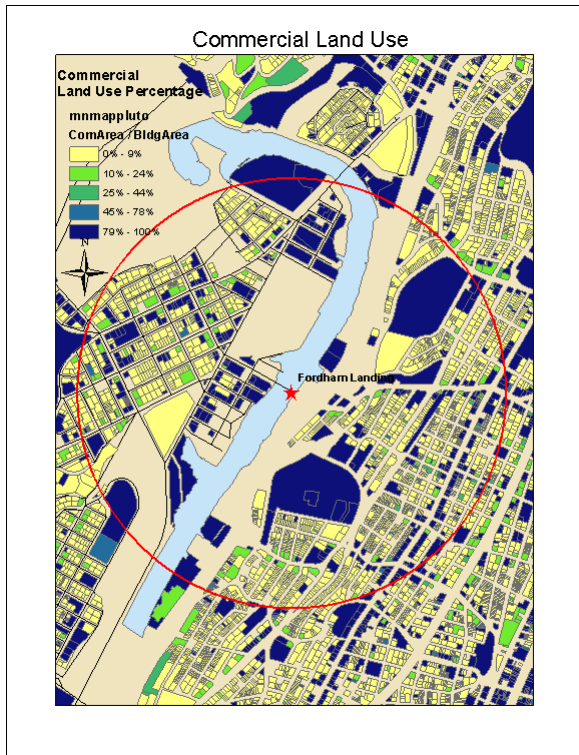 Commercial Land Use
Commercial
Land Use Percentage
mnmappluto
ComArea / BldgArea
0% - 9%
10% - 24%
25% - 44%
45% - 78%
79% - 100%
N
Fordham Landing